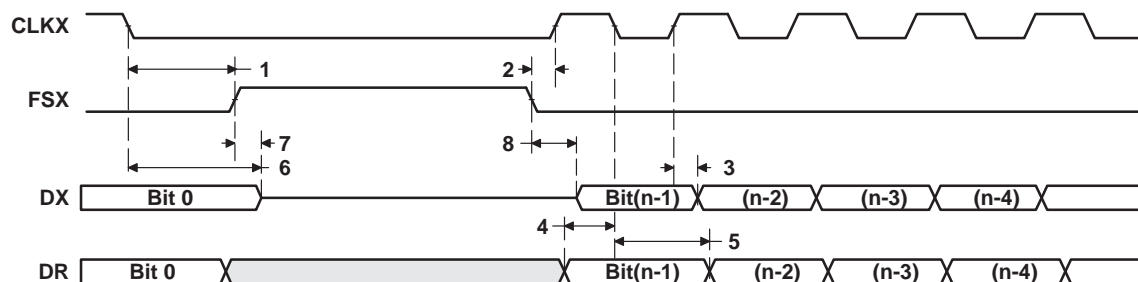 CLKX
1 2
FSX
7 8
6 3
DX Bit 0 Bit(n-1) (n-2) (n-3) (n-4)
4 5
DR Bit 0 Bit(n-1) (n-2) (n-3) (n-4)